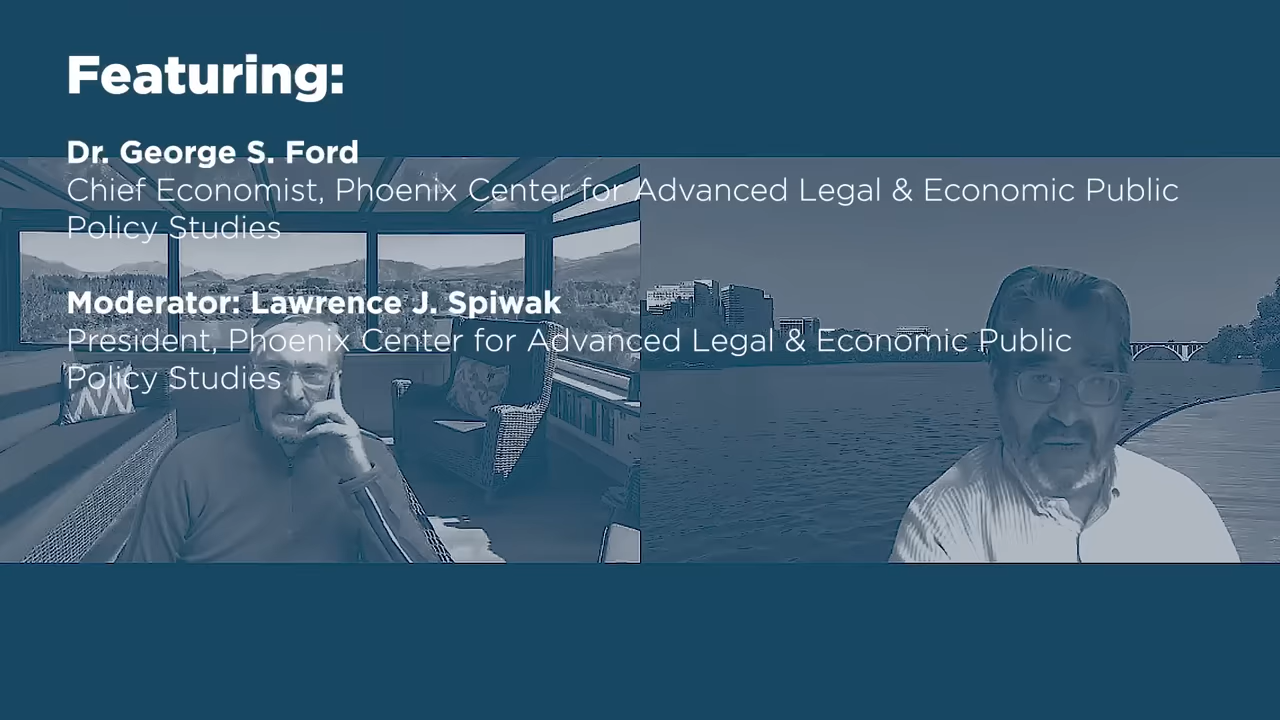 Featuring:
Dr. George S. Ford
Chief Economist, Phoenix Center for Advanced Legal & Economic Public
Policy Studies
Moderator: Lawrence J. Spiwak
President, Phoenix Center for Advanced Legal & Economic Public
Policy Studies